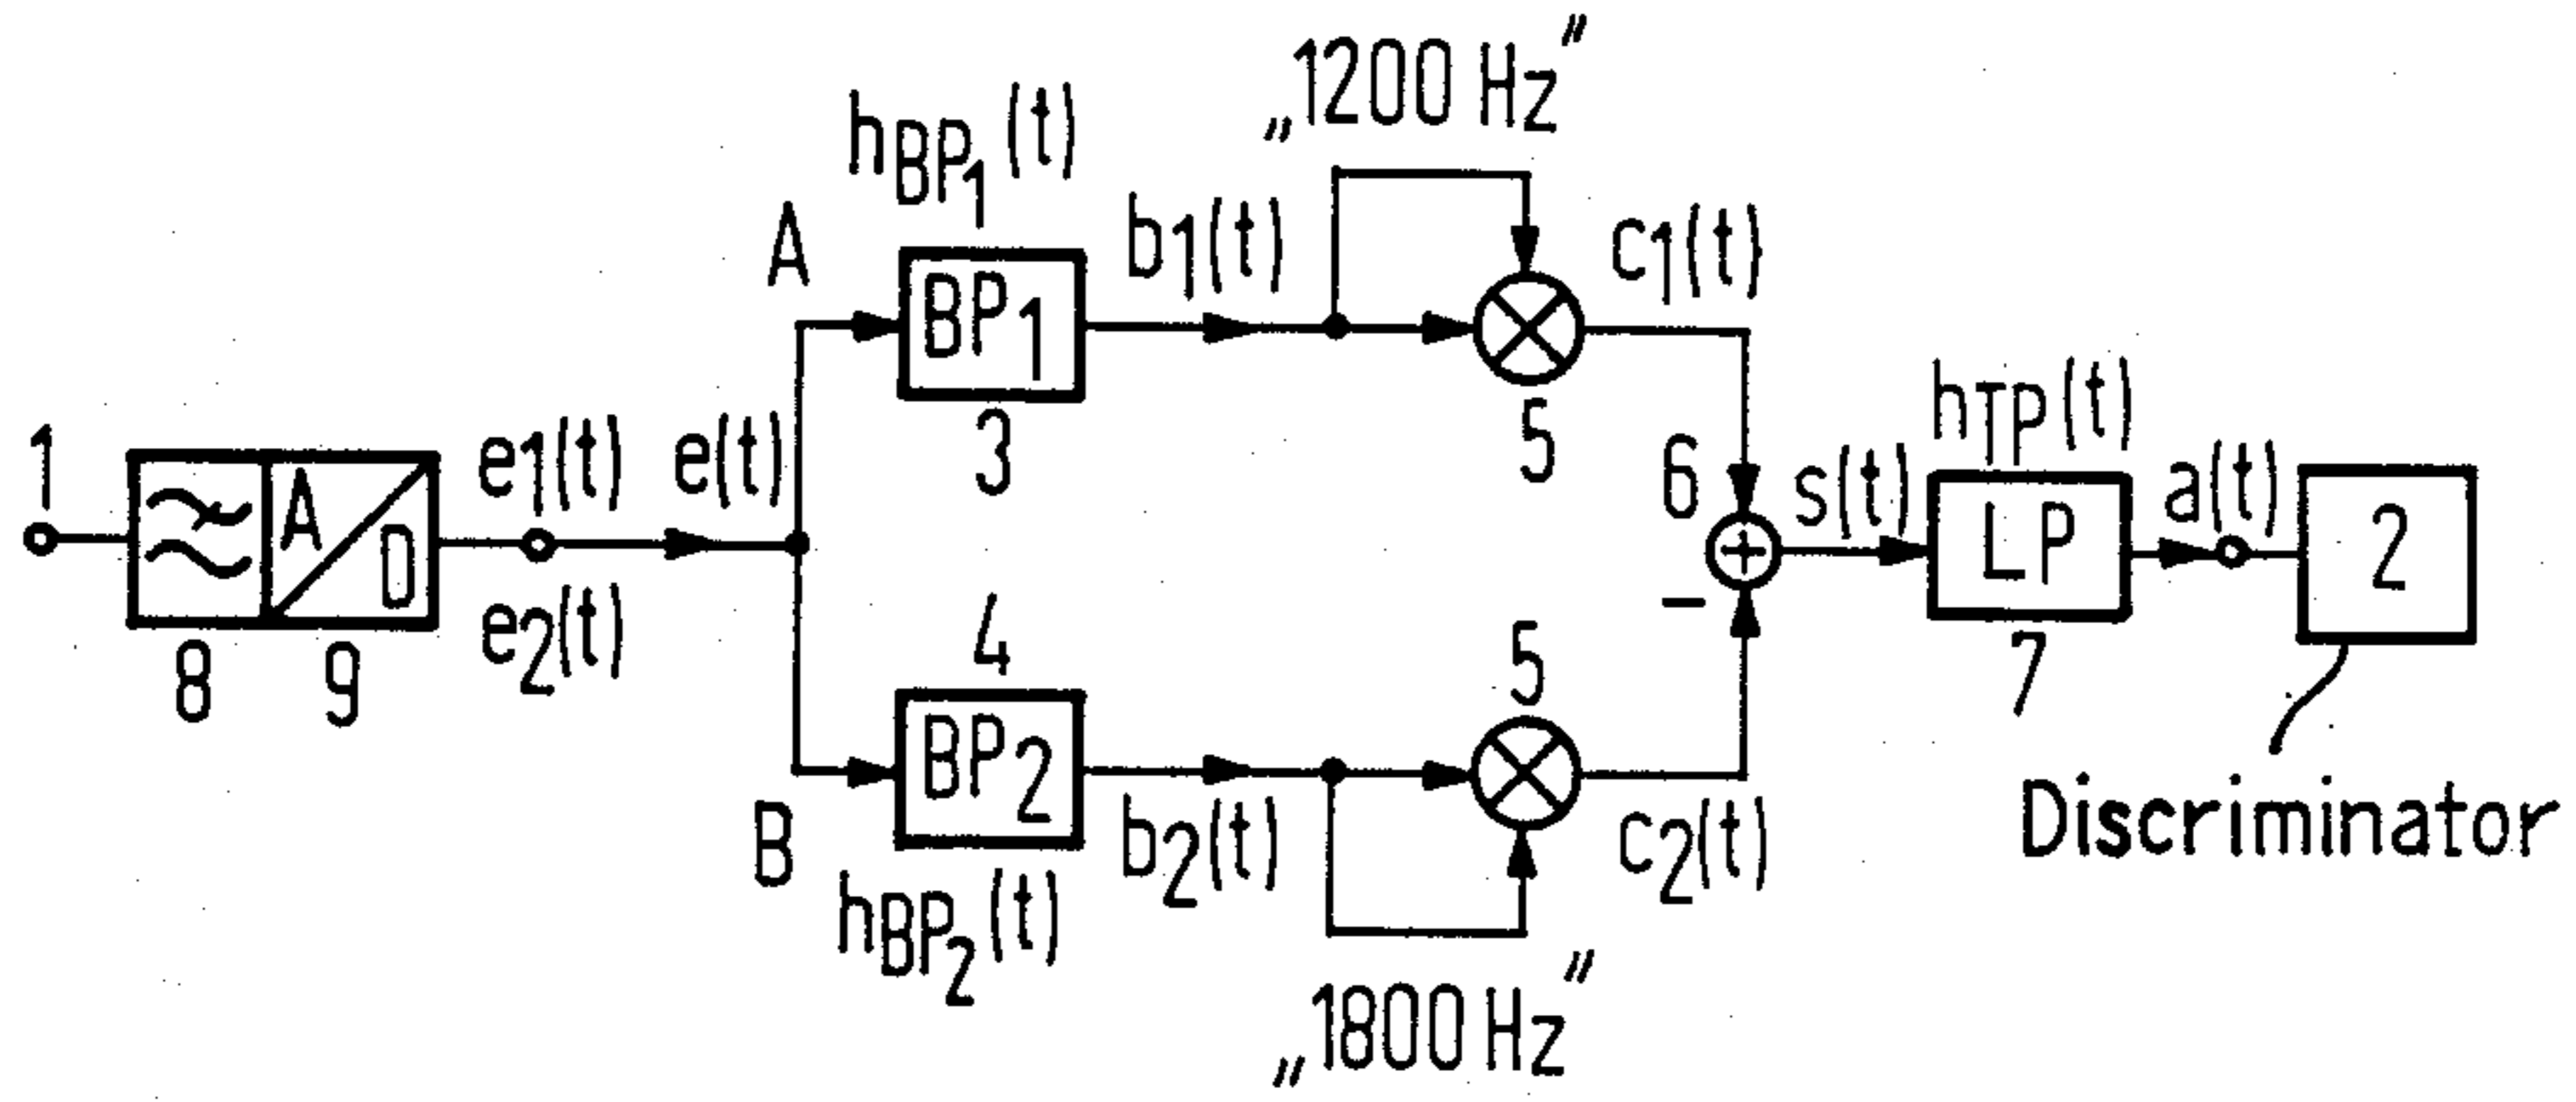 „1200 Hz”
hBP1(t)
A
BP1
b1(t)
c1(t)
3
5
1
A
D
e1(t)
e(t)
e2(t)
8
9
6
s(t)
hTP(t)
LP
a(t)
2
-
7
4
5
BP2
B
hBP2(t)
b2(t)
c2(t)
Discriminator
„1800 Hz”